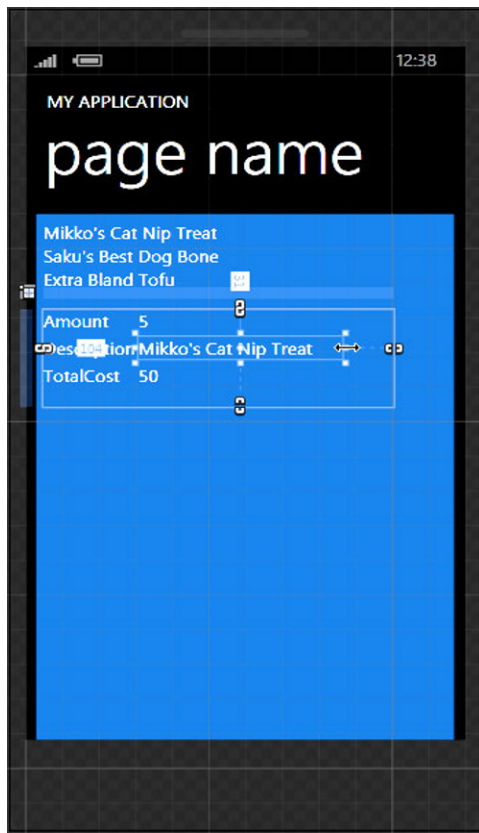 12:38
MY APPLICATION
page name
Mikko's Cat Nip Treat
Saku's Best Dog Bone
Extra Bland Tofu
Amount 5
104 Mikko's Cat Nip Treat
TotalCost 50